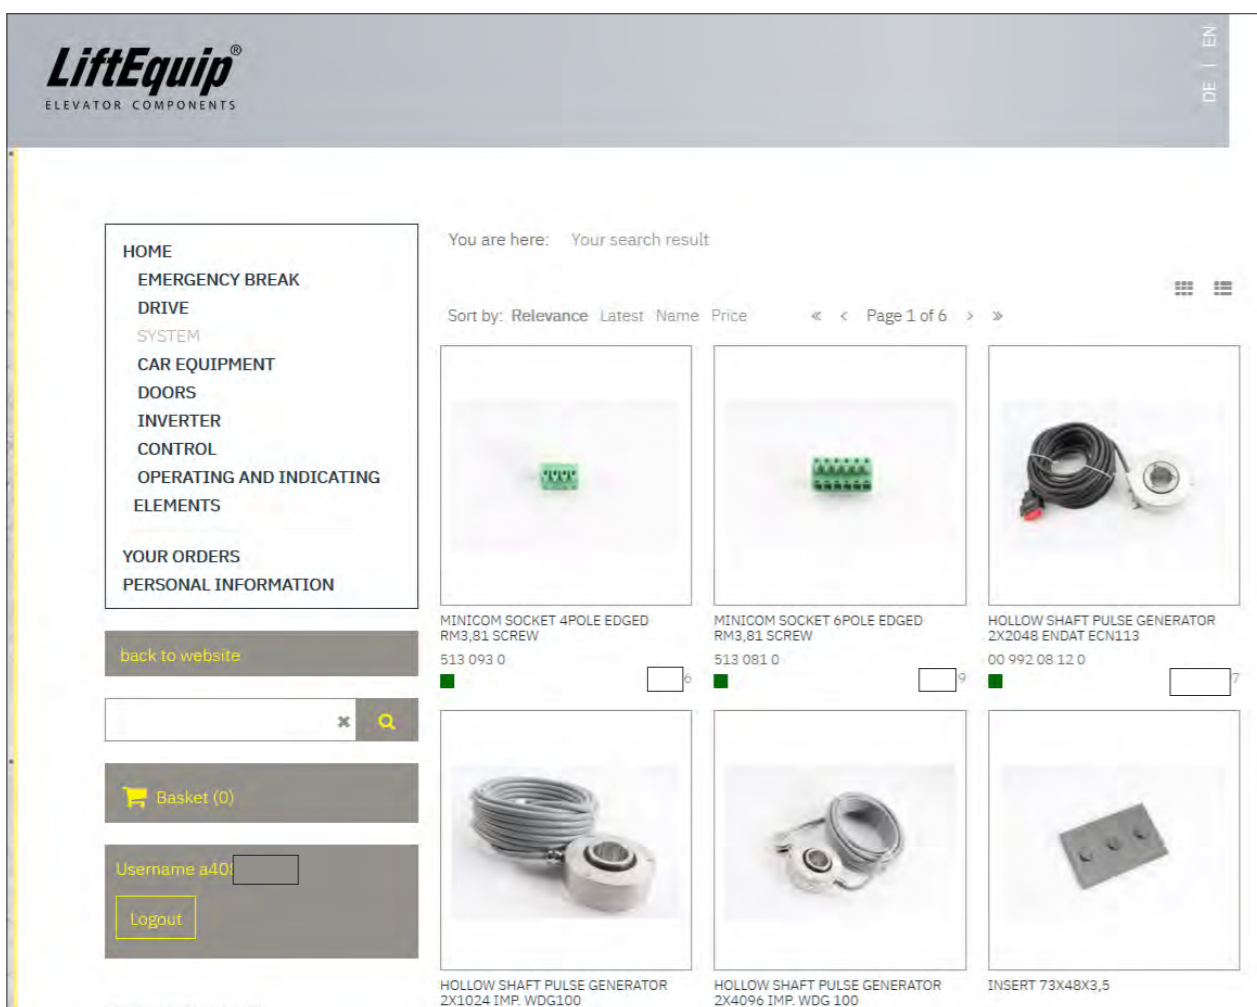 LiftEquip®
ELEVATOR COMPONENTS
DE | EN
HOME
EMERGENCY BREAK
DRIVE
SYSTEM
CAR EQUIPMENT
DOORS
INVERTER
CONTROL
OPERATING AND INDICATING
ELEMENTS
YOUR ORDERS
PERSONAL INFORMATION
back to website
Basket (0)
Username a40
Logout
You are here: Your search result
Sort by: Relevance Latest Name Price « < Page 1 of 6 > »
MINICOM SOCKET 4POLE EDGED
RM3,81 SCREW
513 093 0
6
MINICOM SOCKET 6POLE EDGED
RM3,81 SCREW
513 081 0
9
HOLLOW SHAFT PULSE GENERATOR
2X2048 ENDAT ECN113
00 992 08 12 0
7
HOLLOW SHAFT PULSE GENERATOR
2X1024 IMP. WDG100
HOLLOW SHAFT PULSE GENERATOR
2X4096 IMP. WDG 100
INSERT 73X48X3,5